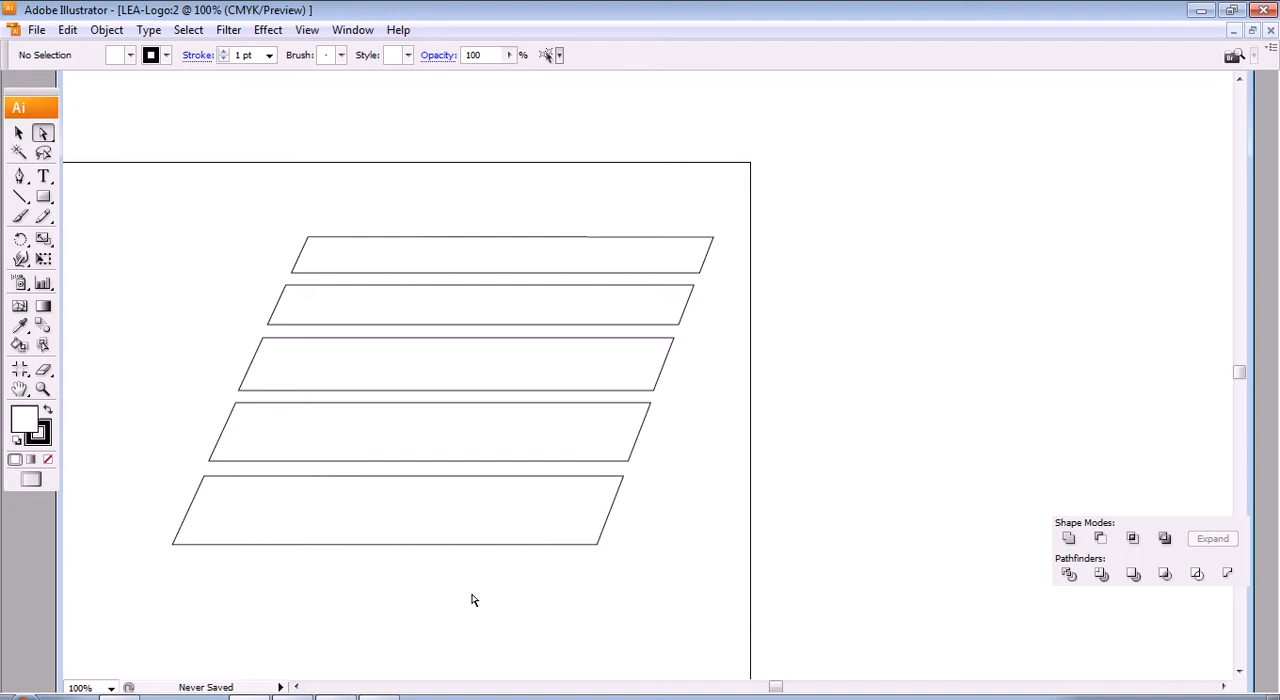 Adobe Illustrator - [LEA-Logo:2 @ 100% (CMYK/Preview) ]
File Edit Object Type Select Filter Effect View Window Help
No Selection Stroke: 1 pt Brush: Style: Opacity: 100 %
Ai
T
Shape Modes:
Expand
Pathfinders:
100% Never Saved